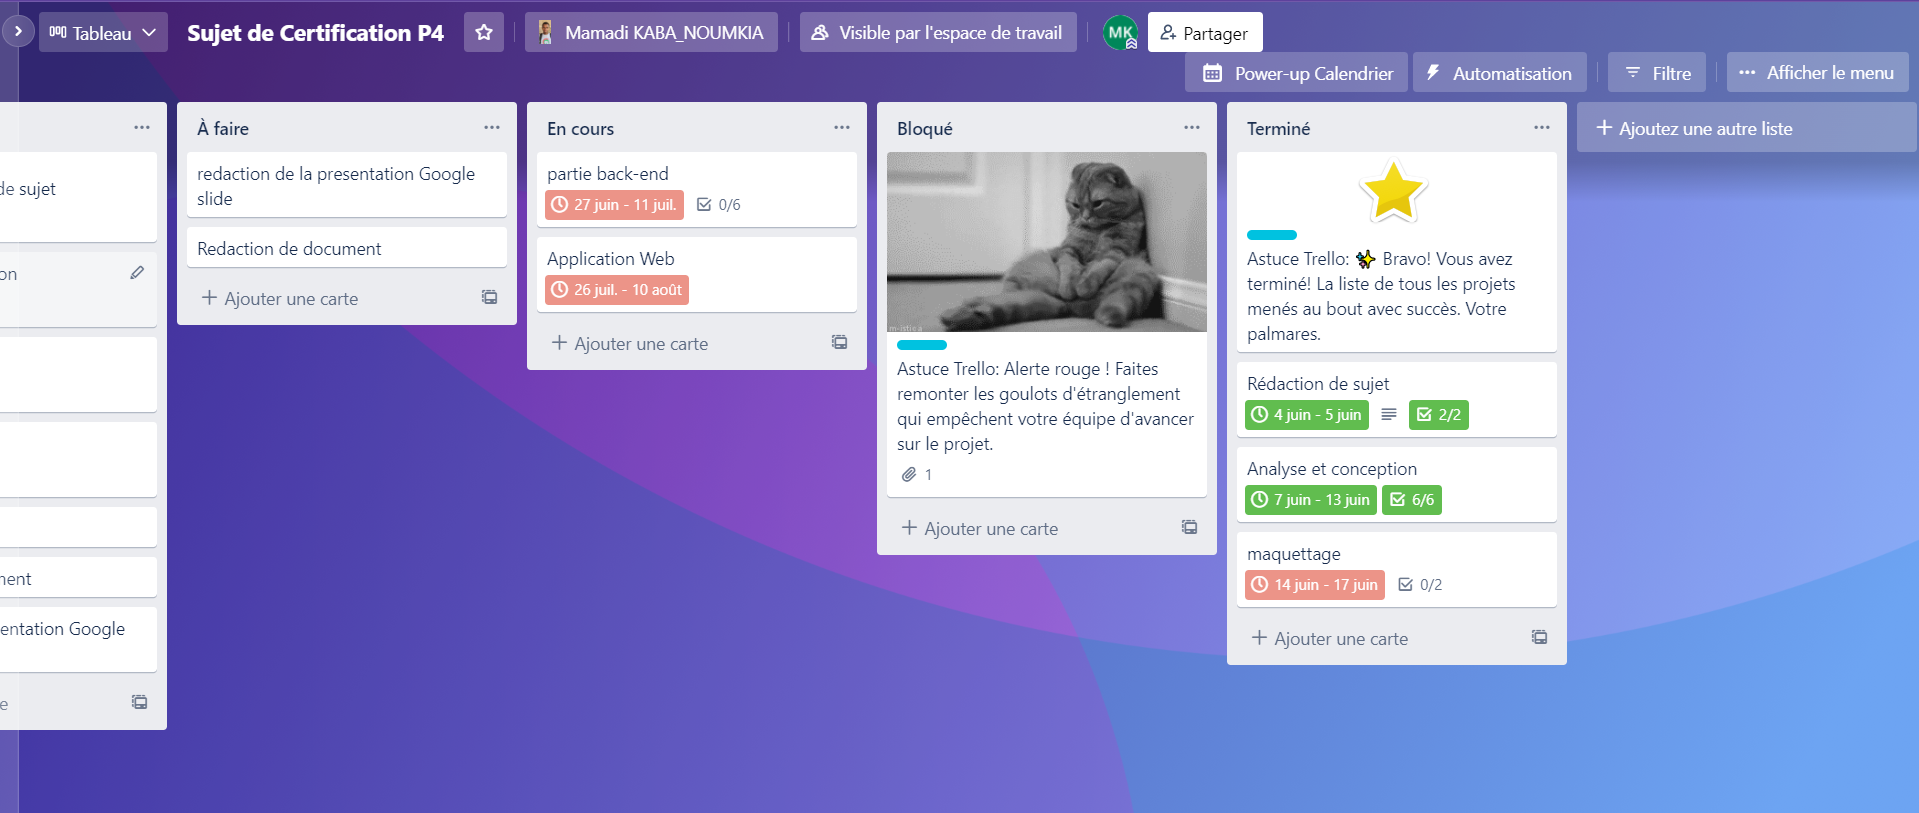 Tableau
Sujet de Certification P4
Mamadi KABA_NOUMKIA
Visible par l'espace de travail
MK
Partager
Power-up Calendrier
Automatisation
Filtre
Afficher le menu
de sujet
on
nent
entation Google
e
À faire
redaction de la presentation Google
slide
Redaction de document
Ajouter une carte
En cours
partie back-end
27 juin - 11 juil.
0/6
Application Web
26 juil. - 10 août
Ajouter une carte
Bloqué
Astuce Trello: Alerte rouge ! Faites
remonter les goulots d'étranglement
qui empêchent votre équipe d'avancer
sur le projet.
1
Ajouter une carte
Terminé
Astuce Trello: ✨ Bravo! Vous avez
terminé! La liste de tous les projets
menés au bout avec succès. Votre
palmares.
Rédaction de sujet
4 juin - 5 juin
2/2
Analyse et conception
7 juin - 13 juin
6/6
maquettage
14 juin - 17 juin
0/2
Ajouter une carte
Ajoutez une autre liste